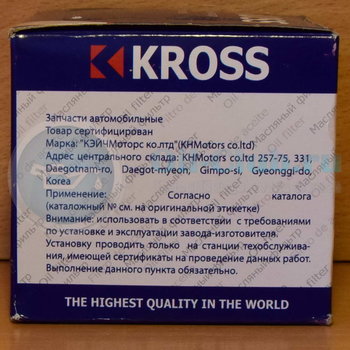 KROSS
Запчасти автомобильные
Товар сертифицирован
Марка: "КЭЙЧМоторс ко.лтд"(KHMotors co.ltd)
Адрес центрального склада: KHMotors co.ltd 257-75, 331,
Daegotnam-ro, Daegot-myeon, Gimpo-si, Gyeonggi-do,
Korea
Применение: Согласно каталога
(каталожный № см. на оригинальной этикетке)
Внимание: использовать в соответствии с требованиями
по установке и эксплуатации завода-изготовителя.
Установку проводить только на станции техобслужива-
ния, имеющей сертификаты на проведение данных работ.
Выполнение данного пункта обязательно.
THE HIGHEST QUALITY IN THE WORLD